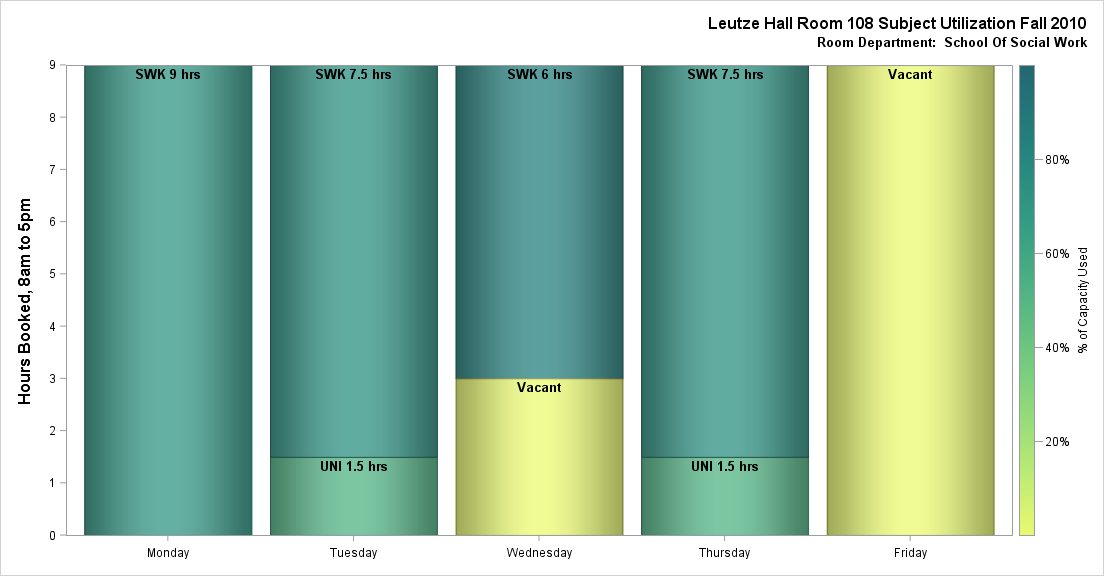 Leutze Hall Room 108 Subject Utilization Fall 2010
Room Department:  School Of Social Work
Hours Booked, 8am to 5pm
9
8
7
6
5
4
3
2
1
0
SWK 9 hrs
SWK 7.5 hrs
SWK 6 hrs
SWK 7.5 hrs
Vacant
Vacant
UNI 1.5 hrs
UNI 1.5 hrs
Monday
Tuesday
Wednesday
Thursday
Friday
80%
60%
40%
20%
% of Capacity Used